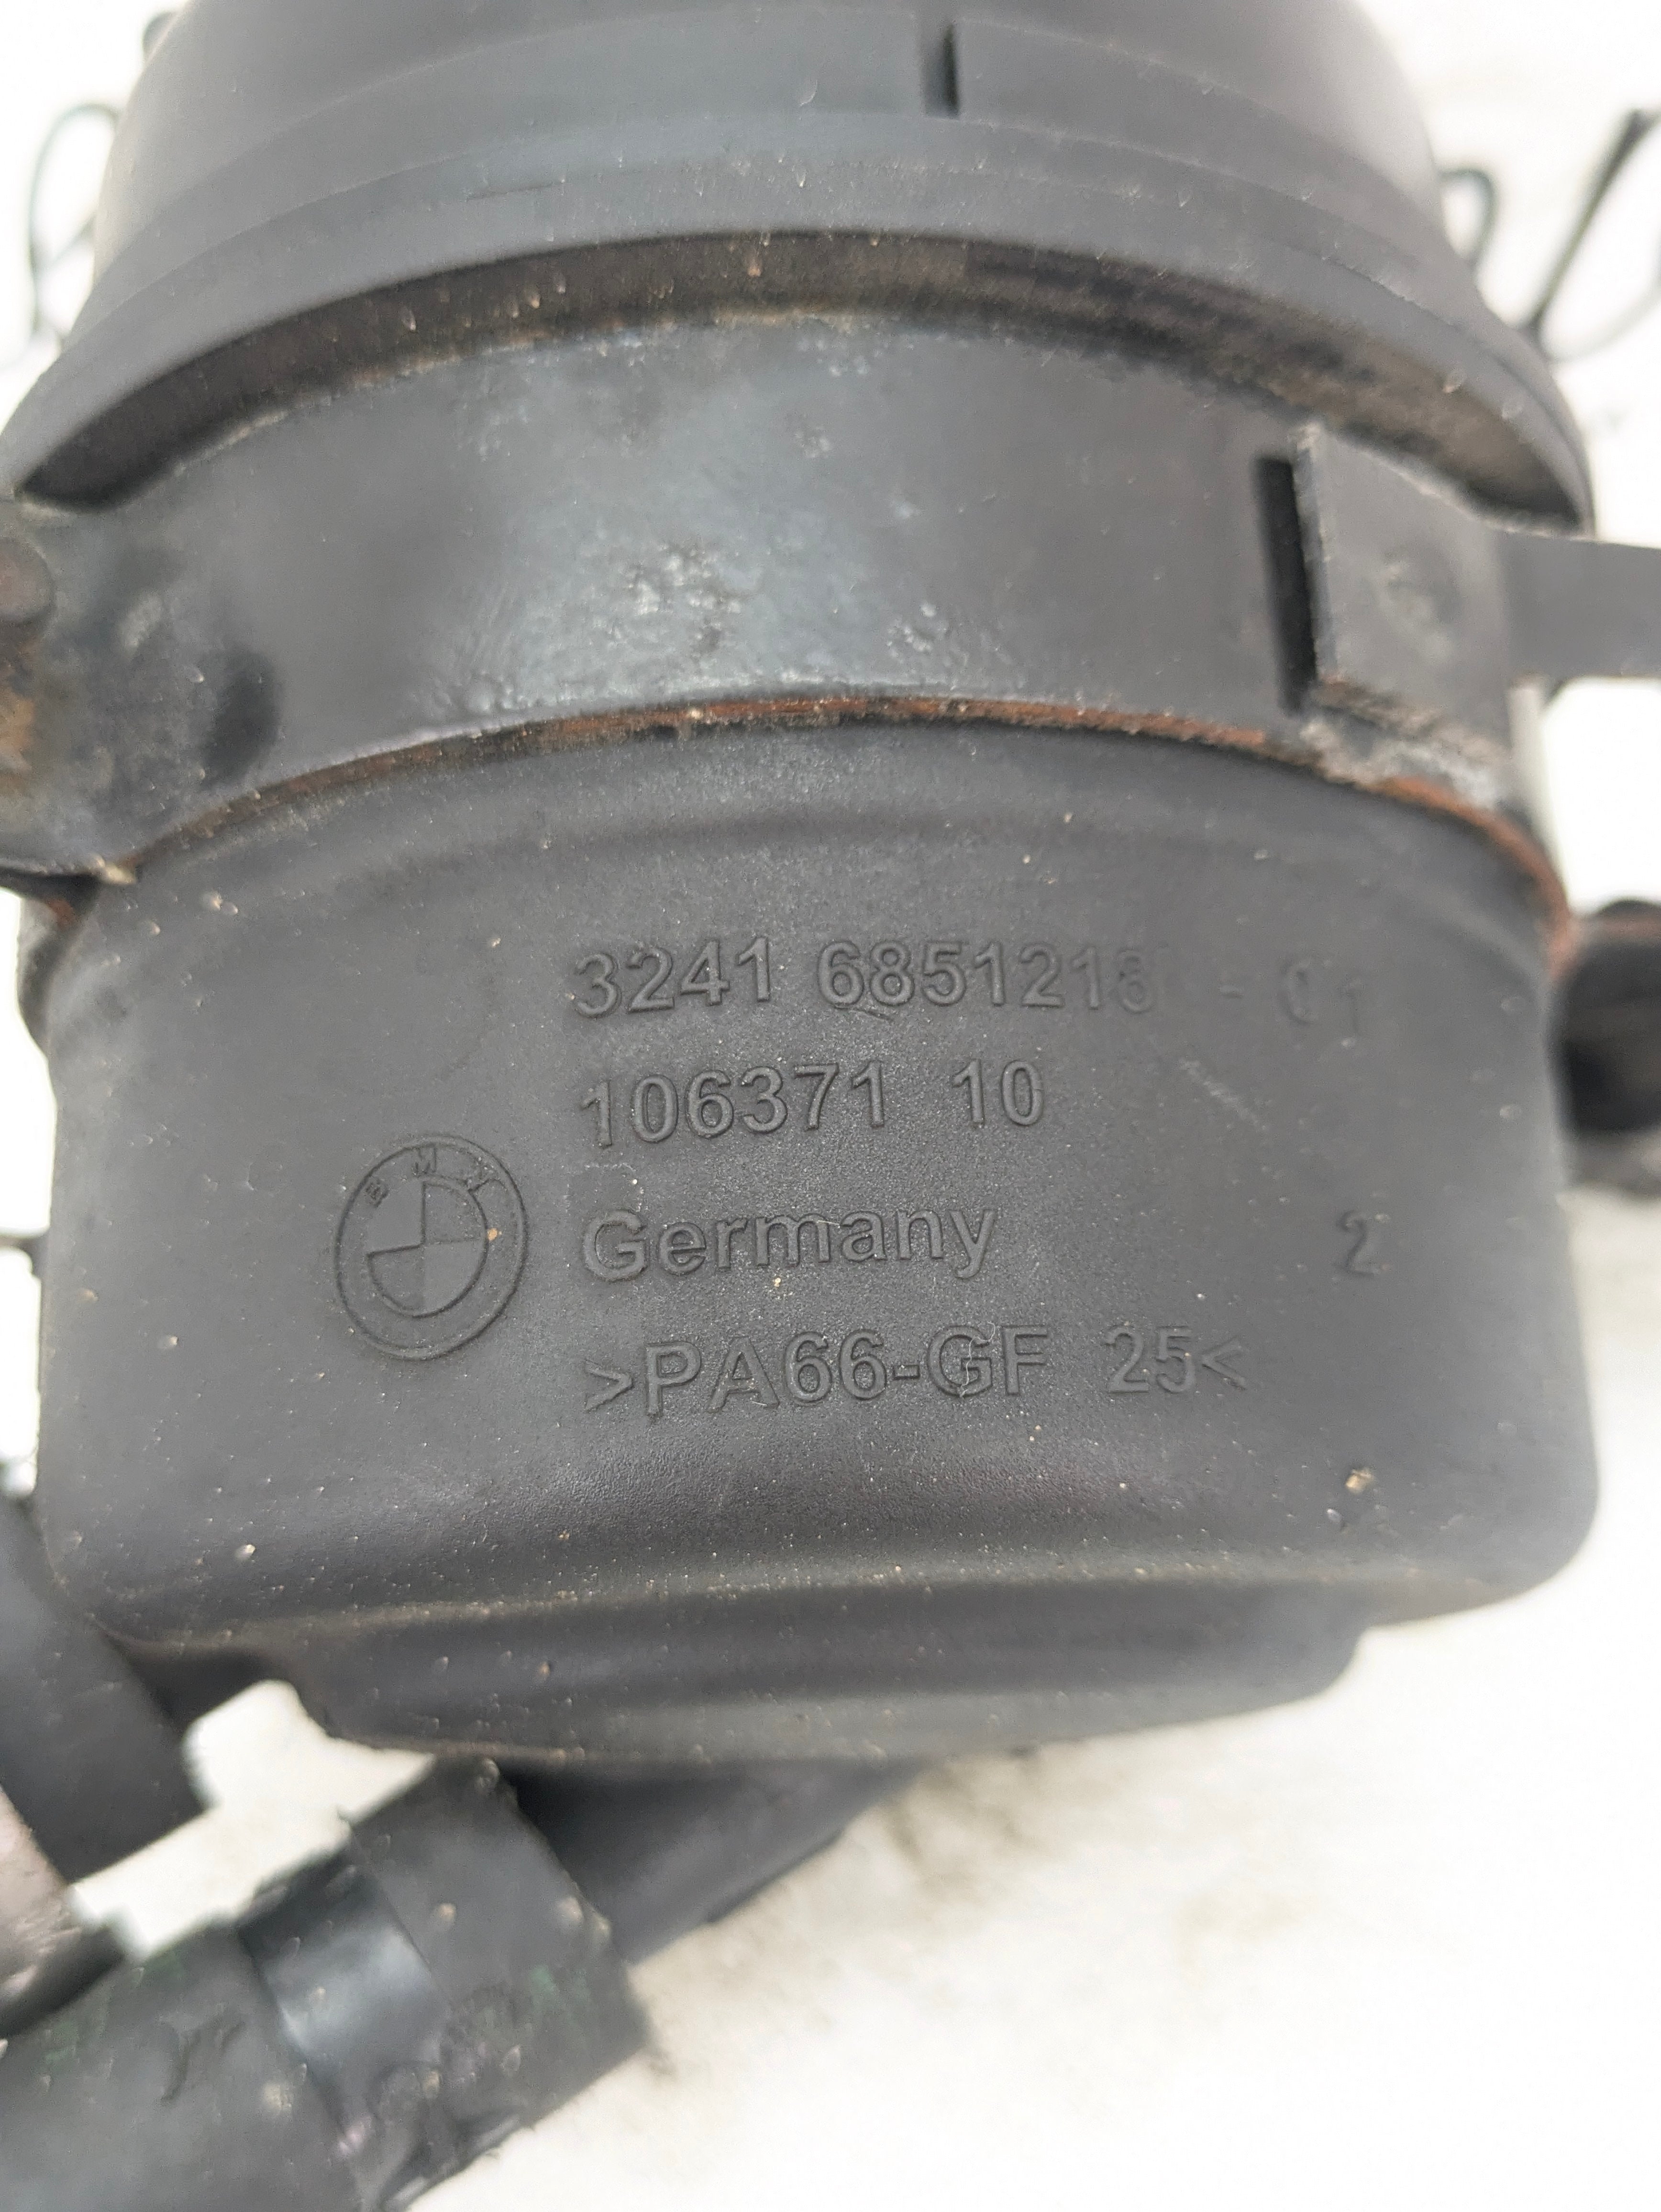 3241 6851218 - 01
106371 10
BMW
Germany 2
>PA66-GF 25<